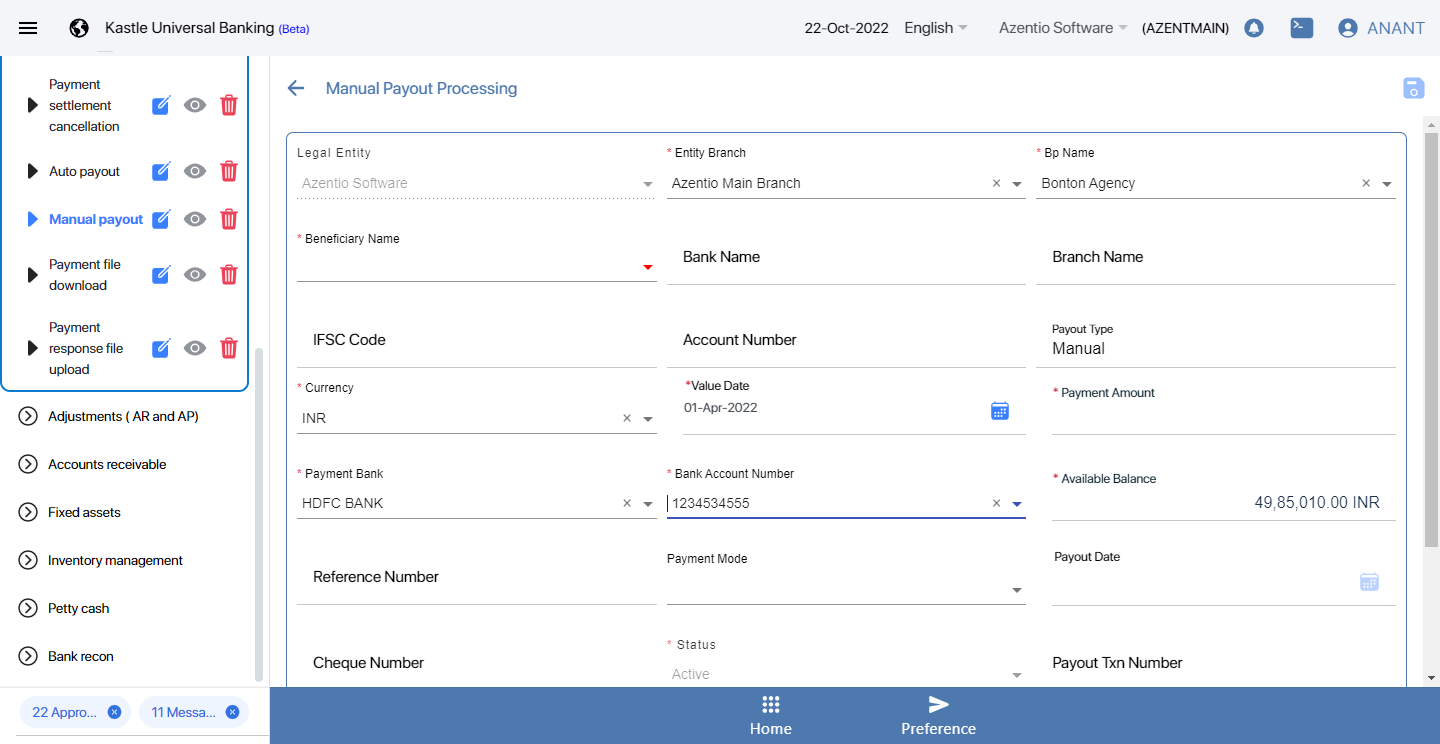 Kastle Universal Banking (Beta)
22-Oct-2022
English
Azentio Software
(AZENTMAIN)
ANANT
Payment
settlement
cancellation
Auto payout
Manual payout
Payment file
download
Payment
response file
upload
Adjustments ( AR and AP)
Accounts receivable
Fixed assets
Inventory management
Petty cash
Bank recon
22 Appro...
11 Messa...
Manual Payout Processing
Legal Entity
Azentio Software
* Entity Branch
Azentio Main Branch
* Bp Name
Bonton Agency
* Beneficiary Name
Bank Name
Branch Name
IFSC Code
Account Number
Payout Type
Manual
* Currency
INR
*Value Date
01-Apr-2022
* Payment Amount
* Payment Bank
HDFC BANK
* Bank Account Number
1234534555
* Available Balance
49,85,010.00 INR
Reference Number
Payment Mode
Payout Date
Cheque Number
* Status
Active
Payout Txn Number
Home
Preference